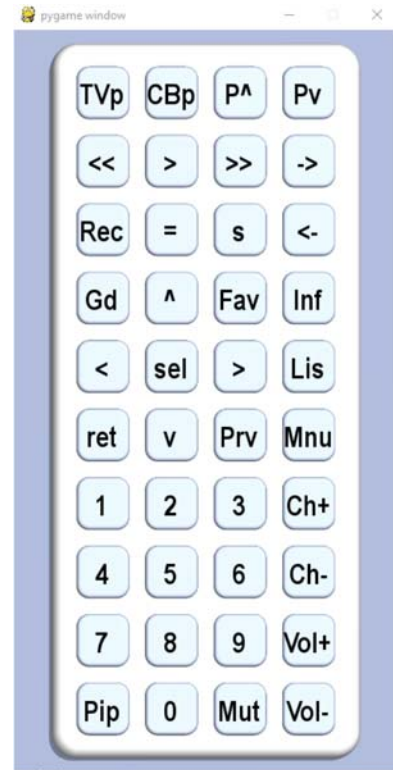 pygame window
TVp CBp P^ Pv
<< > >> ->
Rec = s <-
Gd ^ Fav Inf
< sel > Lis
ret v Prv Mnu
1 2 3 Ch+
4 5 6 Ch-
7 8 9 Vol+
Pip 0 Mut Vol-